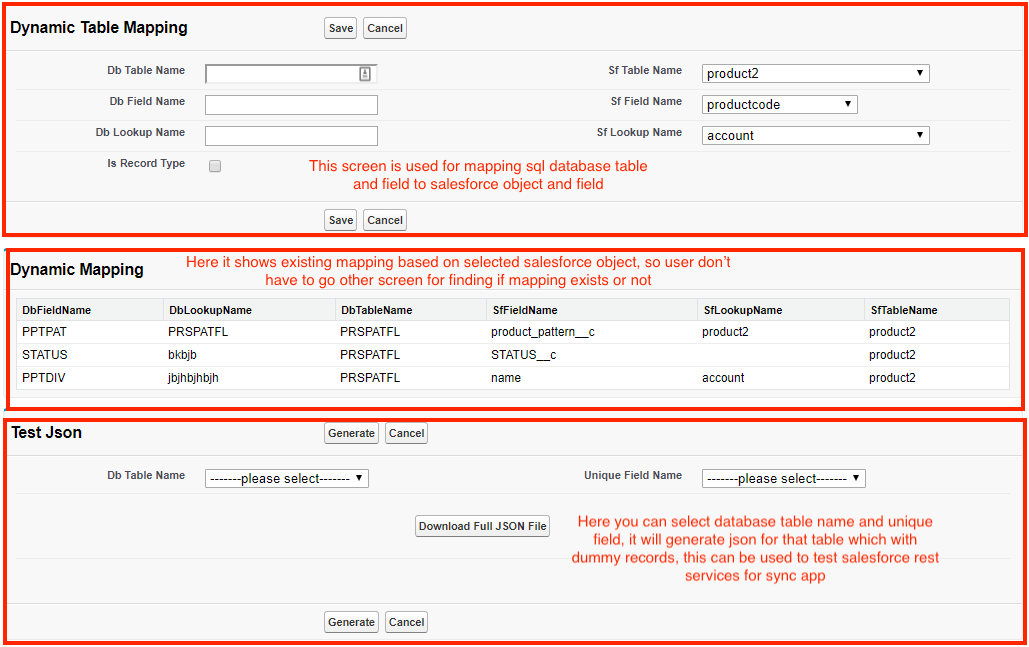 Dynamic Table Mapping Save Cancel
Db Table Name Sf Table Name product2
Db Field Name Sf Field Name productcode
Db Lookup Name Sf Lookup Name account
Is Record Type
This screen is used for mapping sql database table
and field to salesforce object and field
Save Cancel
Dynamic Mapping
Here it shows existing mapping based on selected salesforce object, so user don't
have to go other screen for finding if mapping exists or not
DbFieldName DbLookupName DbTableName SfFieldName SfLookupName SfTableName
PPTPAT PRSPATFL PRSPATFL product_pattern__c product2 product2
STATUS bkbjb PRSPATFL STATUS__c product2
PPTDIV jbjhbjhbjh PRSPATFL name account product2
Test Json Generate Cancel
Db Table Name -------please select------- Unique Field Name -------please select-------
Download Full JSON File
Here you can select database table name and unique
field, it will generate json for that table which with
dummy records, this can be used to test salesforce rest
services for sync app
Generate Cancel